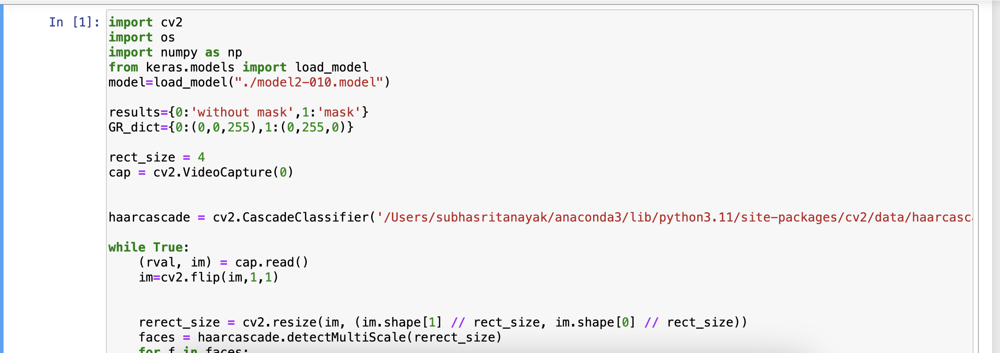 In [1]:
import cv2
import os
import numpy as np
from keras.models import load_model
model=load_model("./model2-010.model")
results={0:'without mask',1:'mask'}
GR_dict={0:(0,0,255),1:(0,255,0)}
rect_size = 4
cap = cv2.VideoCapture(0)
haarcascade = cv2.CascadeClassifier('/Users/subhasritanayak/anaconda3/lib/python3.11/site-packages/cv2/data/haarcasc
while True:
    (rval, im) = cap.read()
    im=cv2.flip(im,1,1)
    rerect_size = cv2.resize(im, (im.shape[1] // rect_size, im.shape[0] // rect_size))
    faces = haarcascade.detectMultiScale(rerect_size)
    for f in faces: